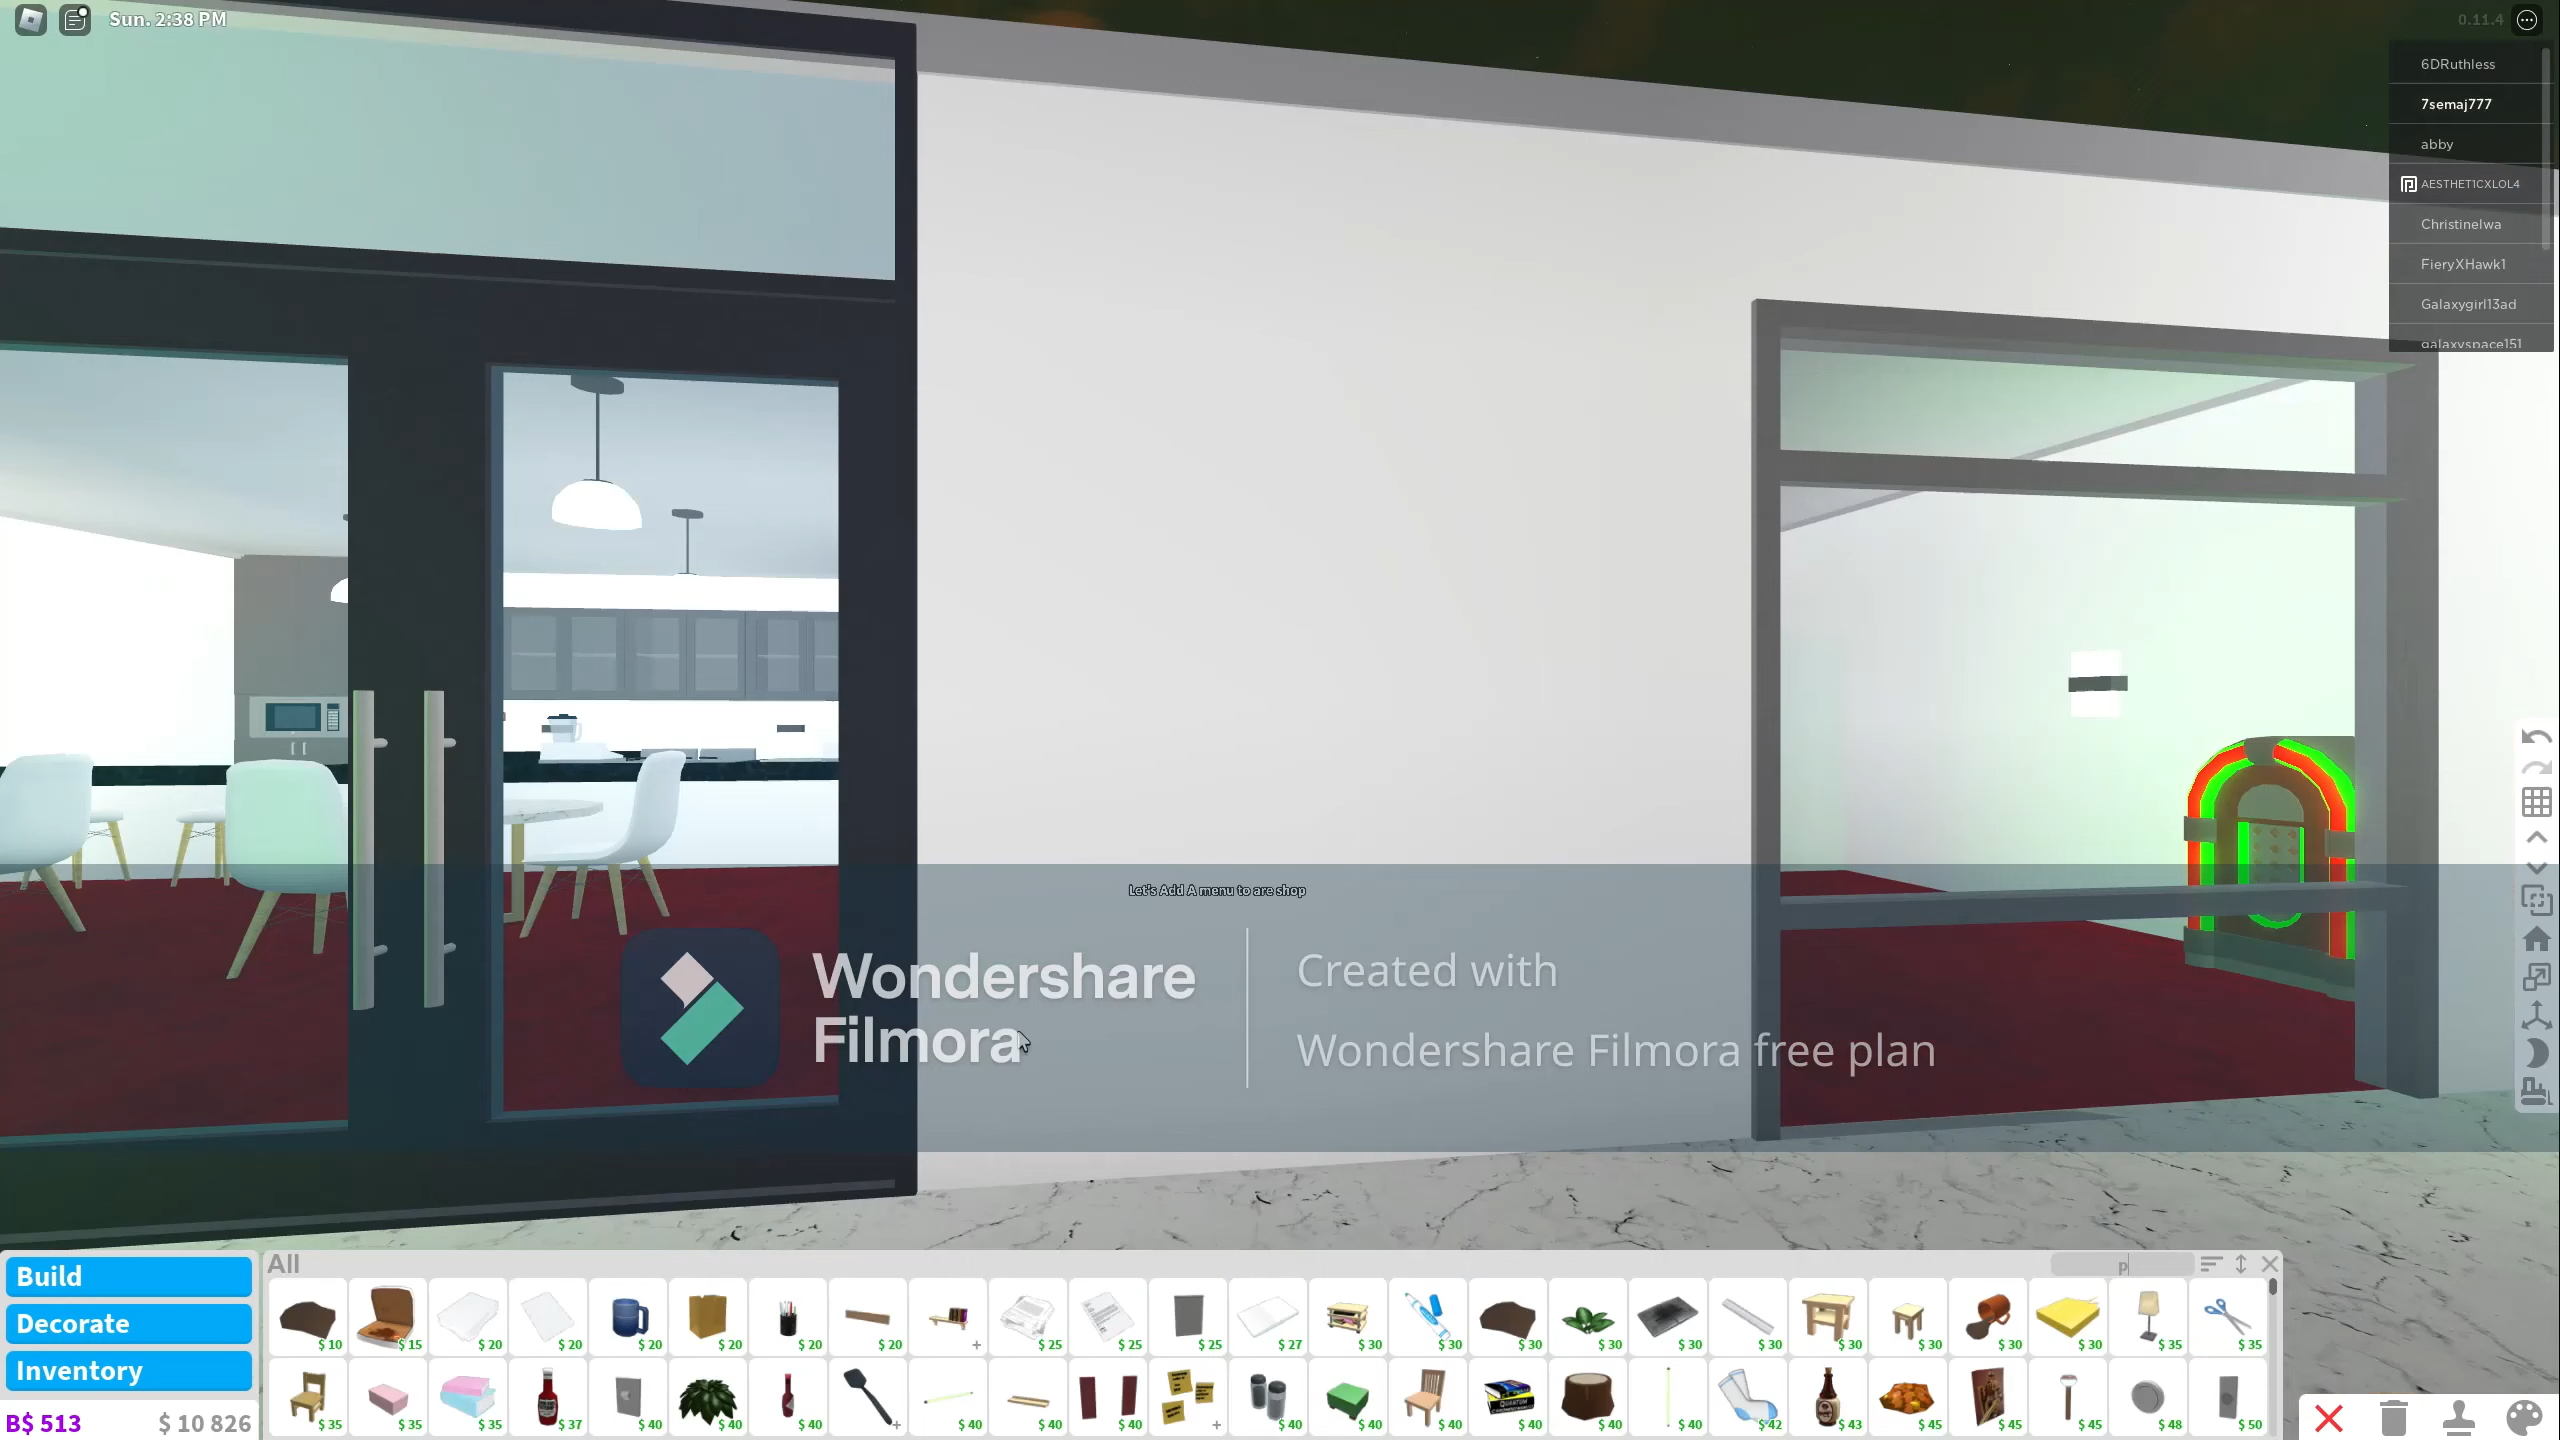 Sun. 2:38 PM
0.11.4
6DRuthless
7semaj777
abby
AESTHET1CXLOL4
Christinelwa
FieryXHawk1
Galaxygirl13ad
galaxyspace151
Let's Add A menu to are shop
Wondershare
Filmora
Created with
Wondershare Filmora free plan
Build
Decorate
Inventory
B$ 513
$ 10 826
All
p
$ 10 $ 15 $ 20 $ 20 $ 20 $ 20 $ 20 $ 20 + $ 25 $ 25 $ 25 $ 27 $ 30 $ 30 $ 30 $ 30 $ 30 $ 30 $ 30 $ 30 $ 30 $ 30 $ 35 $ 35
$ 35 $ 35 $ 35 $ 37 $ 40 $ 40 $ 40 + $ 40 $ 40 $ 40 + $ 40 $ 40 $ 40 $ 40 $ 40 $ 40 $ 42 $ 43 $ 45 $ 45 $ 45 $ 48 $ 50